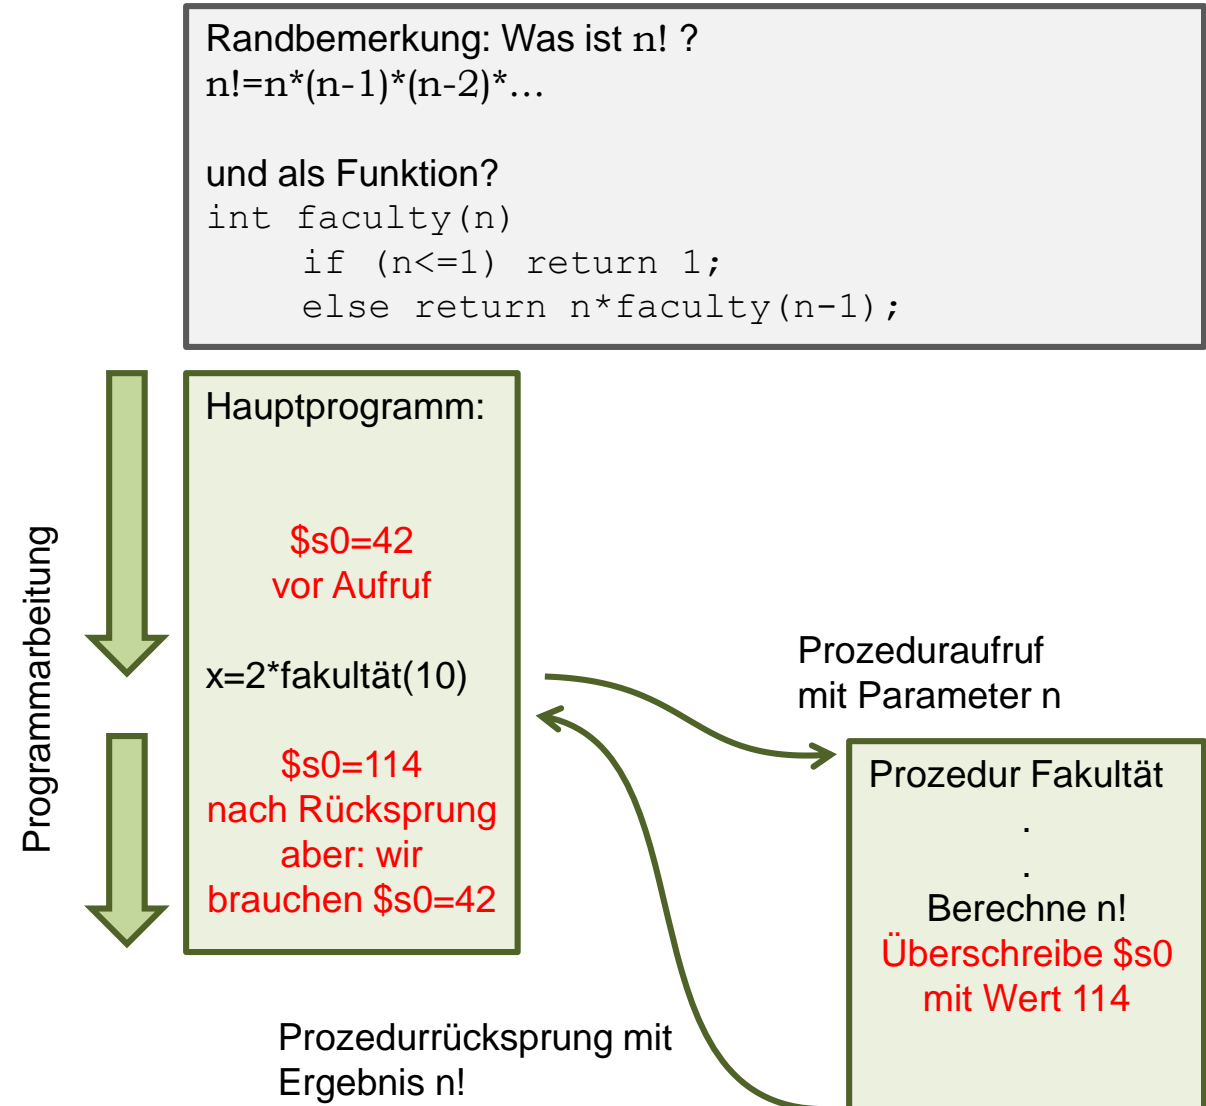 Randbemerkung: Was ist n! ?
n!=n*(n-1)*(n-2)*…
und als Funktion?
int faculty(n)
if (n<=1) return 1;
else return n*faculty(n-1);
Programmarbeitung
Hauptprogramm:
$s0=42
vor Aufruf
x=2*fakultät(10)
$s0=114
nach Rücksprung
aber: wir
brauchen $s0=42
Prozeduraufruf
mit Parameter n
Prozedur Fakultät
.
.
Berechne n!
Überschreibe $s0
mit Wert 114
Prozedurrücksprung mit
Ergebnis n!